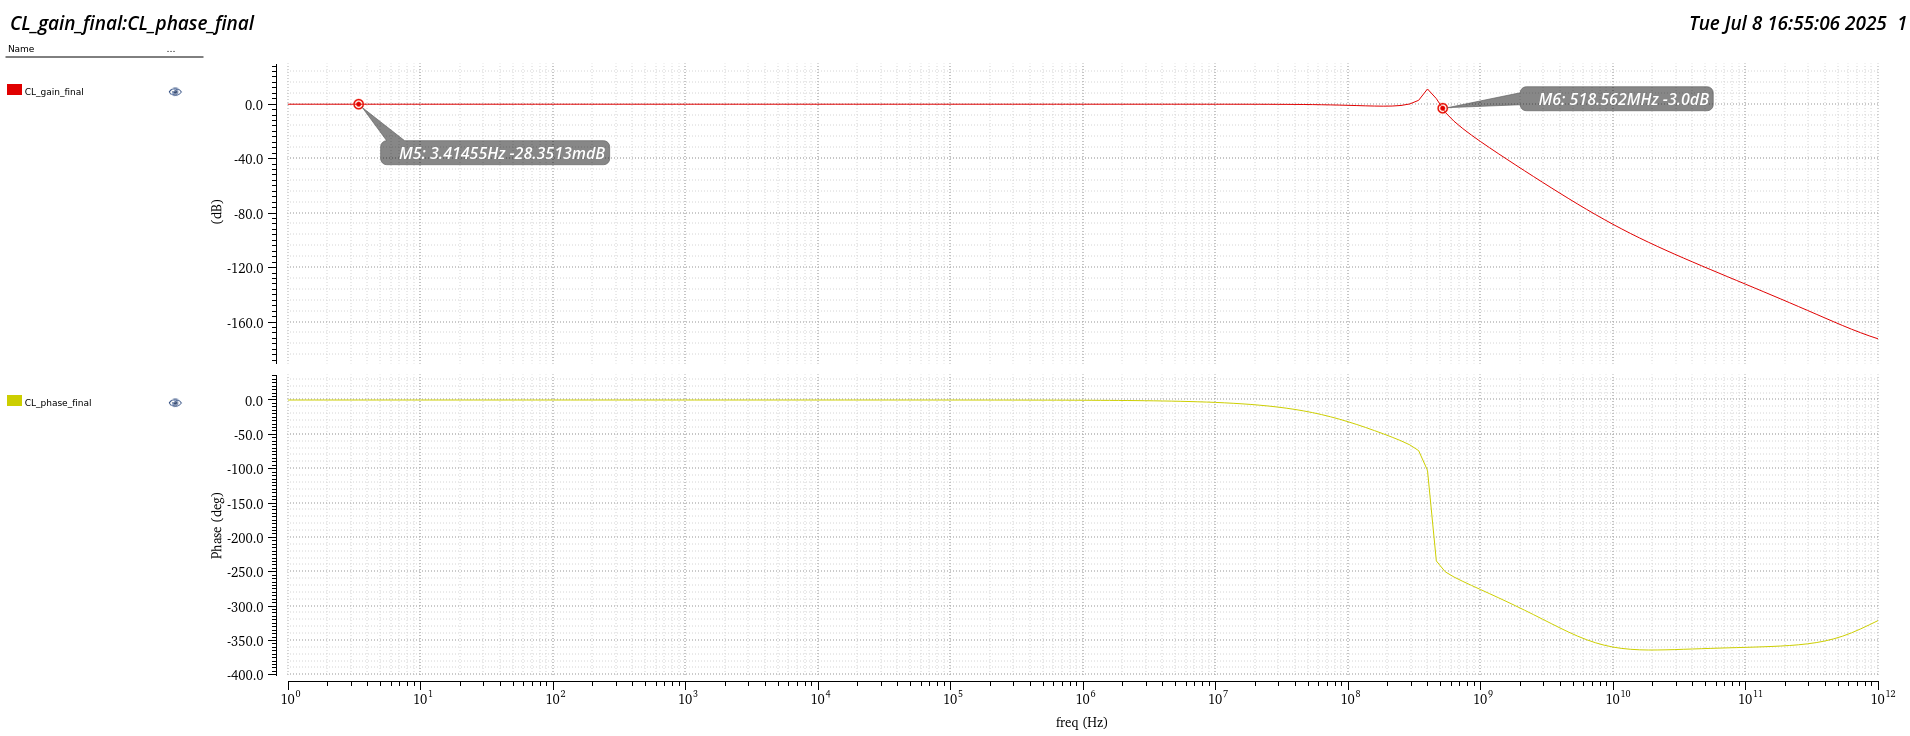 CL_gain_final:CL_phase_final
Tue Jul 8 16:55:06 2025 1
Name ...
CL_gain_final
0.0
-40.0
-80.0
-120.0
-160.0
(dB)
M5: 3.41455Hz -28.3513mdB
M6: 518.562MHz -3.0dB
CL_phase_final
0.0
-50.0
-100.0
-150.0
-200.0
-250.0
-300.0
-350.0
-400.0
Phase (deg)
10⁰ 10¹ 10² 10³ 10⁴ 10⁵ 10⁶ 10⁷ 10⁸ 10⁹ 10¹⁰ 10¹¹ 10¹²
freq (Hz)